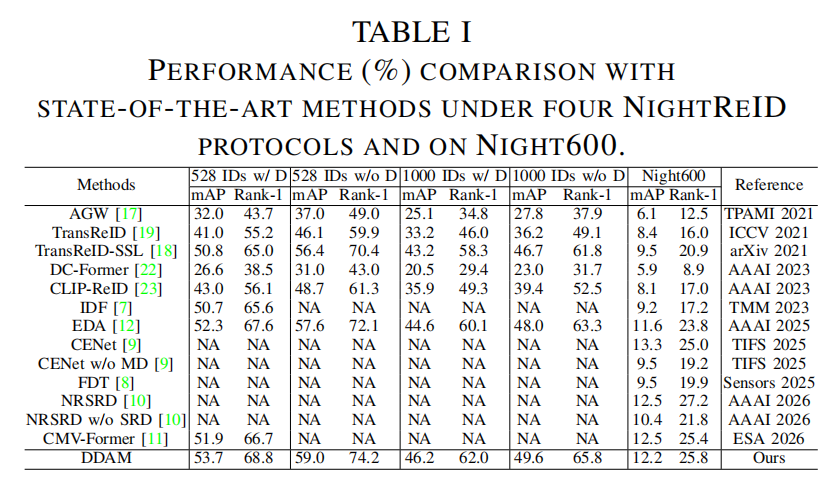 TABLE I
PERFORMANCE (%) COMPARISON WITH
STATE-OF-THE-ART METHODS UNDER FOUR NIGHTREID
PROTOCOLS AND ON NIGHT600.
Methods 528 IDs w/ D 528 IDs w/o D 1000 IDs w/ D 1000 IDs w/o D Night600 Reference
mAP Rank-1 mAP Rank-1 mAP Rank-1 mAP Rank-1 mAP Rank-1
AGW [17] 32.0 43.7 37.0 49.0 25.1 34.8 27.8 37.9 6.1 12.5 TPAMI 2021
TransReID [19] 41.0 55.2 46.1 59.9 33.2 46.0 36.2 49.1 8.4 16.0 ICCV 2021
TransReID-SSL [18] 50.8 65.0 56.4 70.4 43.2 58.3 46.7 61.8 9.5 20.9 arXiv 2021
DC-Former [22] 26.6 38.5 31.0 43.0 20.5 29.4 23.0 31.7 5.9 8.9 AAAI 2023
CLIP-ReID [23] 43.0 56.1 48.7 61.3 35.9 49.3 39.4 52.5 8.1 17.0 AAAI 2023
IDF [7] 50.7 65.6 NA NA NA NA NA NA 9.2 17.2 TMM 2023
EDA [12] 52.3 67.6 57.6 72.1 44.6 60.1 48.0 63.3 11.6 23.8 AAAI 2025
CENet [9] NA NA NA NA NA NA NA NA 13.3 25.0 TIFS 2025
CENet w/o MD [9] NA NA NA NA NA NA NA NA 9.5 19.2 TIFS 2025
FDT [8] NA NA NA NA NA NA NA NA 9.5 19.9 Sensors 2025
NRSRD [10] NA NA NA NA NA NA NA NA 12.5 27.2 AAAI 2026
NRSRD w/o SRD [10] NA NA NA NA NA NA NA NA 10.4 21.8 AAAI 2026
CMV-Former [11] 51.9 66.7 NA NA NA NA NA NA 12.5 25.4 ESA 2026
DDAM 53.7 68.8 59.0 74.2 46.2 62.0 49.6 65.8 12.2 25.8 Ours